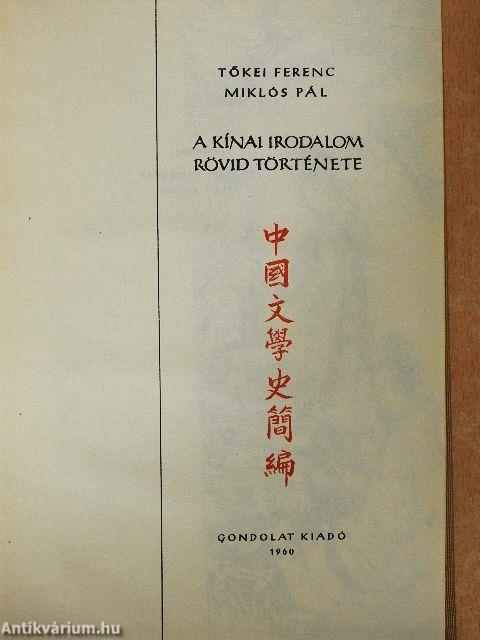 TŐKEI FERENC
MIKLÓS PÁL
A KÍNAI IRODALOM
RÖVID TÖRTÉNETE
中國文學史簡編
GONDOLAT KIADÓ
1960
Antikvárium.hu